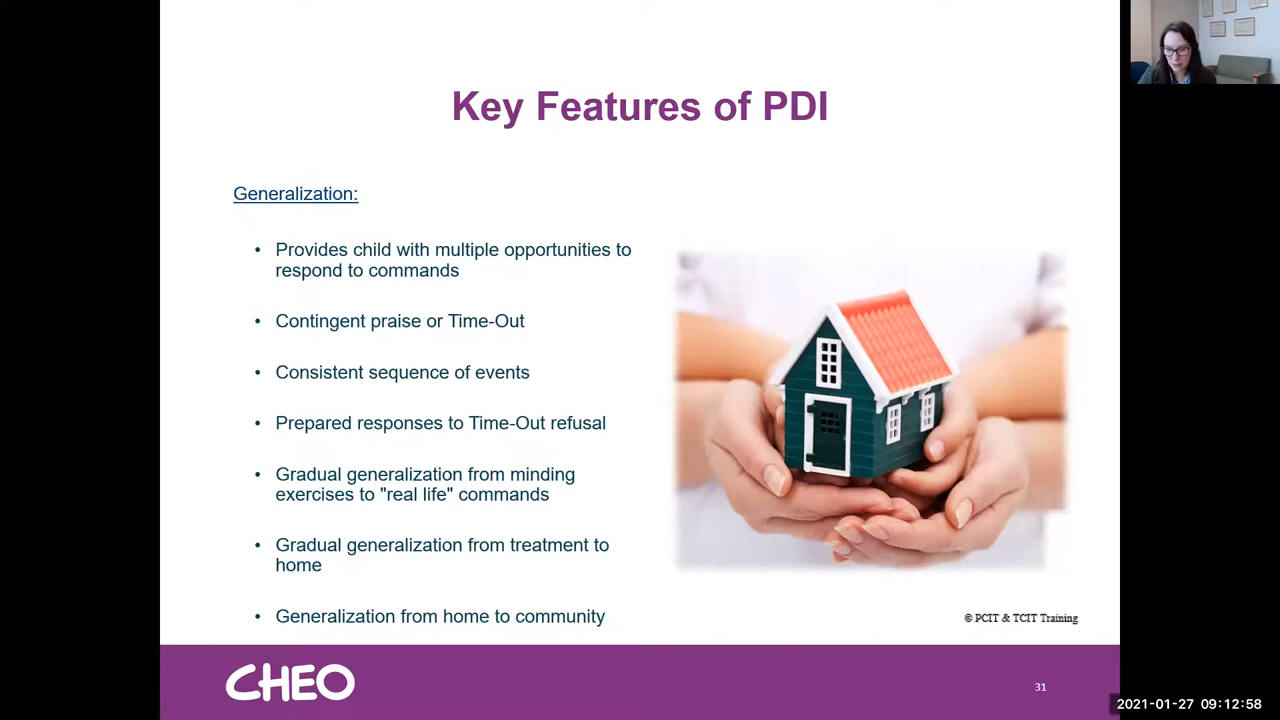 Key Features of PDI
Generalization:
• Provides child with multiple opportunities to
respond to commands
• Contingent praise or Time-Out
• Consistent sequence of events
• Prepared responses to Time-Out refusal
• Gradual generalization from minding
exercises to "real life" commands
• Gradual generalization from treatment to
home
• Generalization from home to community
© PCIT & TCIT Training
CHEO
31
2021-01-27 09:12:58